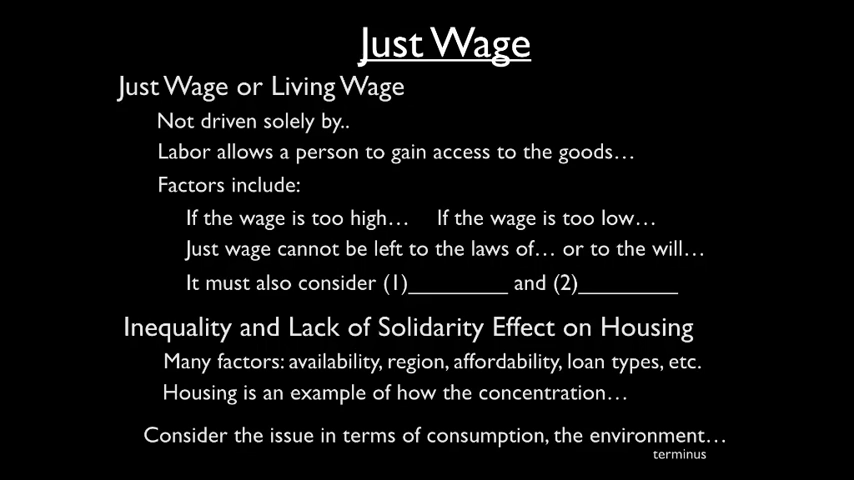 Just Wage
Just Wage or Living Wage
Not driven solely by..
Labor allows a person to gain access to the goods…
Factors include:
If the wage is too high… If the wage is too low…
Just wage cannot be left to the laws of… or to the will…
It must also consider (1)_________ and (2)_________
Inequality and Lack of Solidarity Effect on Housing
Many factors: availability, region, affordability, loan types, etc.
Housing is an example of how the concentration…
Consider the issue in terms of consumption, the environment…
terminus